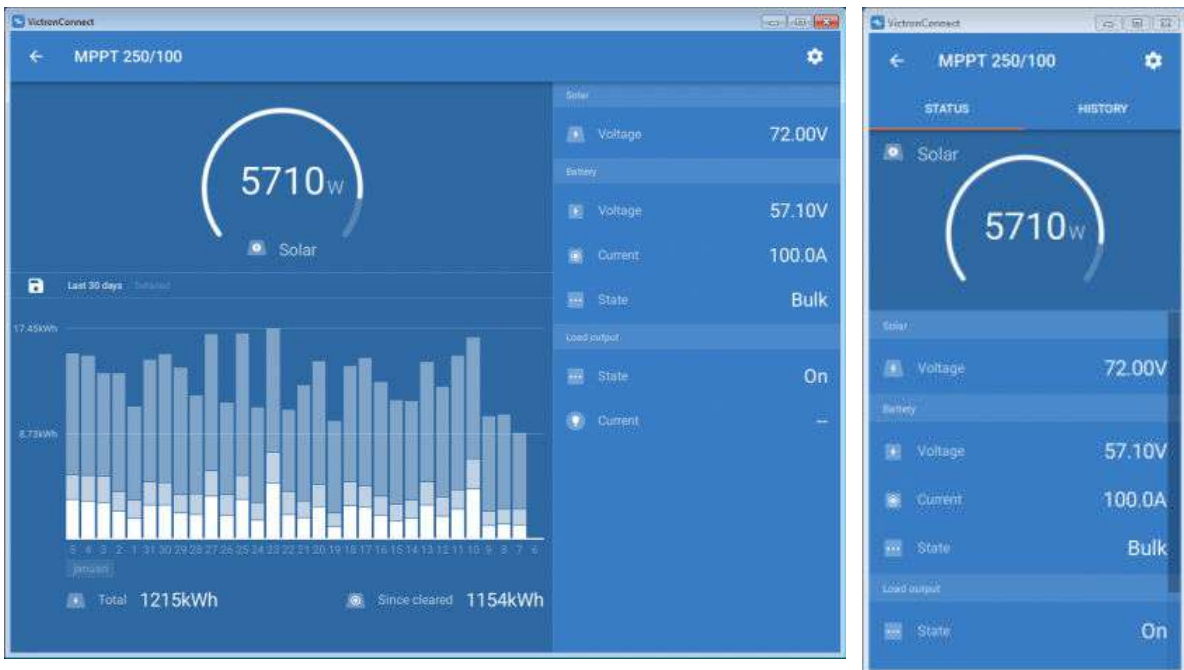 VictronConnect
MPPT 250/100
5710W
Solar
Last 30 days Detailed
17.45kWh
8.73kWh
5 4 3 2 1 31 30 29 28 27 26 25 24 23 22 21 20 19 18 17 16 15 14 13 12 11 10 9 8 7 6
januari
Total 1215kWh
Since cleared 1154kWh
Solar
Voltage 72.00V
Battery
Voltage 57.10V
Current 100.0A
State Bulk
Load output
State On
Current --
VictronConnect
MPPT 250/100
STATUS HISTORY
Solar
5710W
Solar
Voltage 72.00V
Battery
Voltage 57.10V
Current 100.0A
State Bulk
Load output
State On